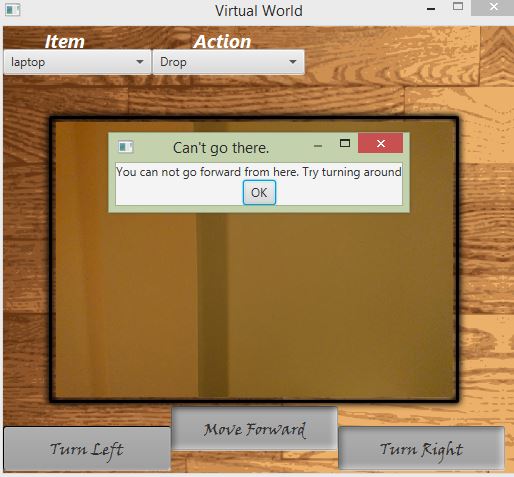 Virtual World
Item Action
laptop Drop
Can't go there.
You can not go forward from here. Try turning around
OK
Move Forward
Turn Left Turn Right